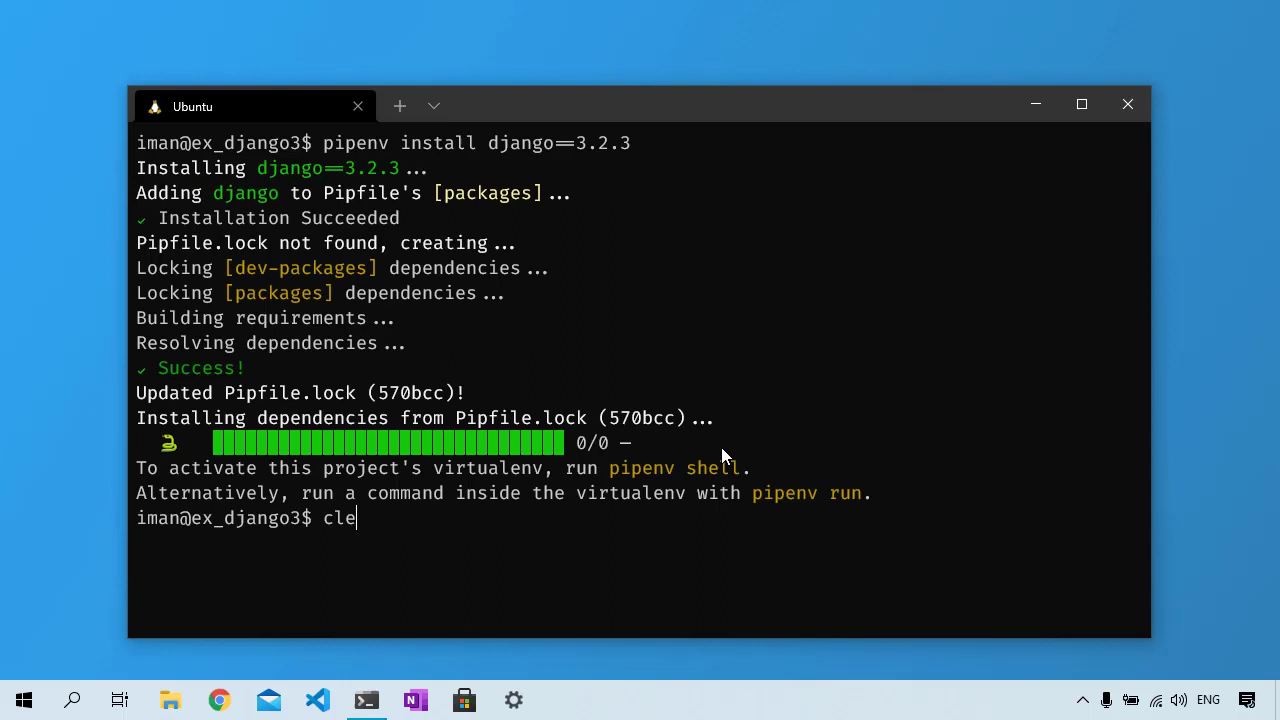 Ubuntu
iman@ex_django3$ pipenv install django==3.2.3
Installing django==3.2.3...
Adding django to Pipfile's [packages]...
✓ Installation Succeeded
Pipfile.lock not found, creating...
Locking [dev-packages] dependencies...
Locking [packages] dependencies...
Building requirements...
Resolving dependencies...
✓ Success!
Updated Pipfile.lock (570bcc)!
Installing dependencies from Pipfile.lock (570bcc)...
0/0 —
To activate this project's virtualenv, run pipenv shell.
Alternatively, run a command inside the virtualenv with pipenv run.
iman@ex_django3$ cle
ENG